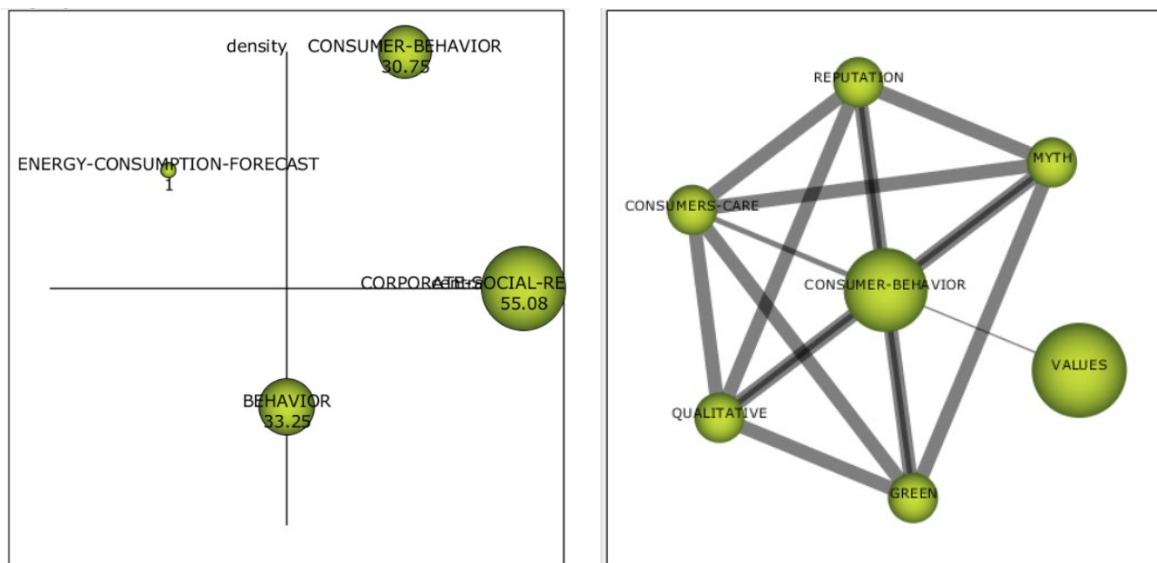 density
CONSUMER-BEHAVIOR
30.75
ENERGY-CONSUMPTION-FORECAST
1
CORPORATE-SOCIAL-RE
55.08
BEHAVIOR
33.25
REPUTATION
MYTH
CONSUMERS-CARE
CONSUMER-BEHAVIOR
VALUES
QUALITATIVE
GREEN